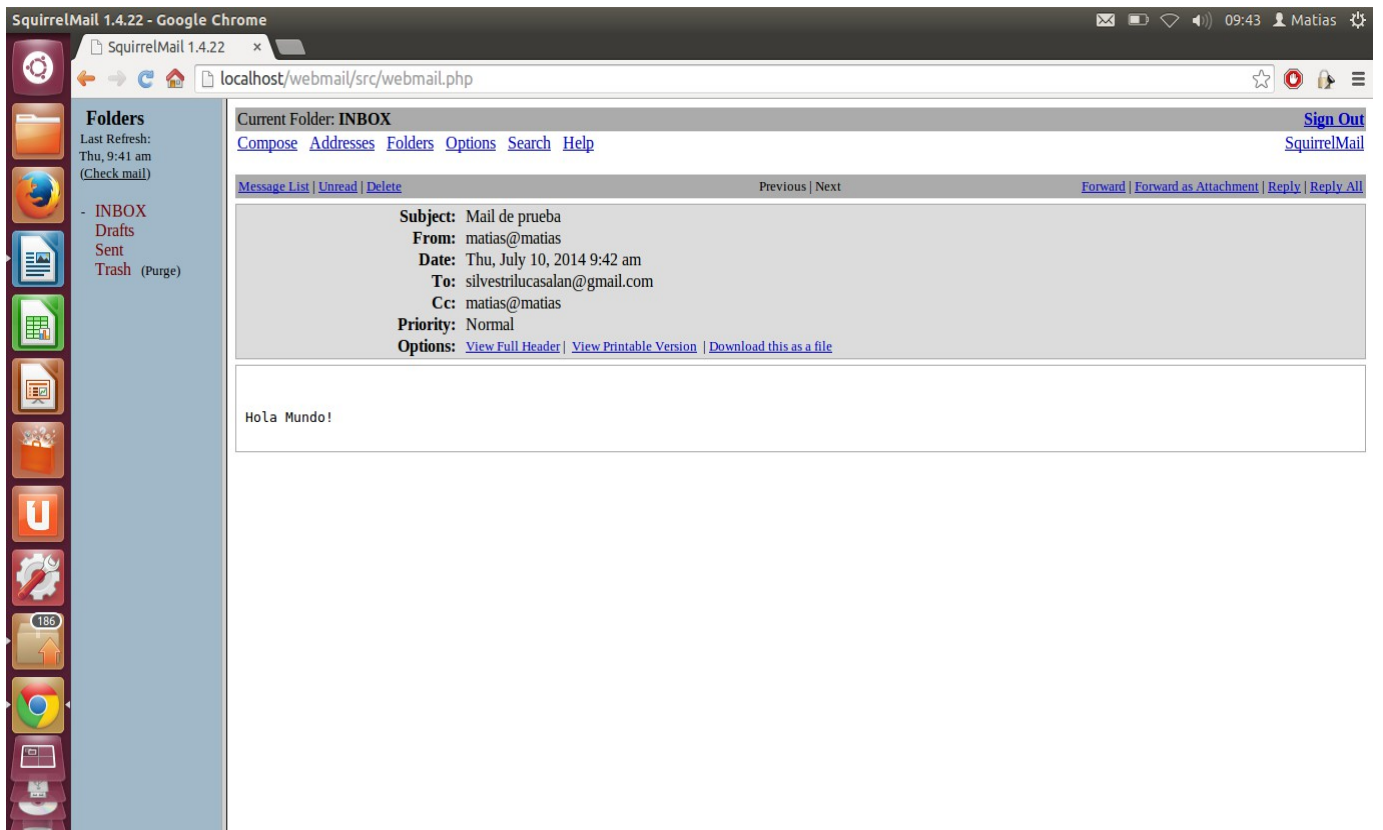 SquirrelMail 1.4.22 - Google Chrome
09:43 Matias
SquirrelMail 1.4.22 ×
localhost/webmail/src/webmail.php
Folders
Last Refresh:
Thu, 9:41 am
(Check mail)
- INBOX
Drafts
Sent
Trash (Purge)
186
Current Folder: INBOX Sign Out
Compose Addresses Folders Options Search Help SquirrelMail
Message List | Unread | Delete Previous | Next Forward | Forward as Attachment | Reply | Reply All
Subject: Mail de prueba
From: matias@matias
Date: Thu, July 10, 2014 9:42 am
To: silvestrilucasalan@gmail.com
Cc: matias@matias
Priority: Normal
Options: View Full Header | View Printable Version | Download this as a file
Hola Mundo!